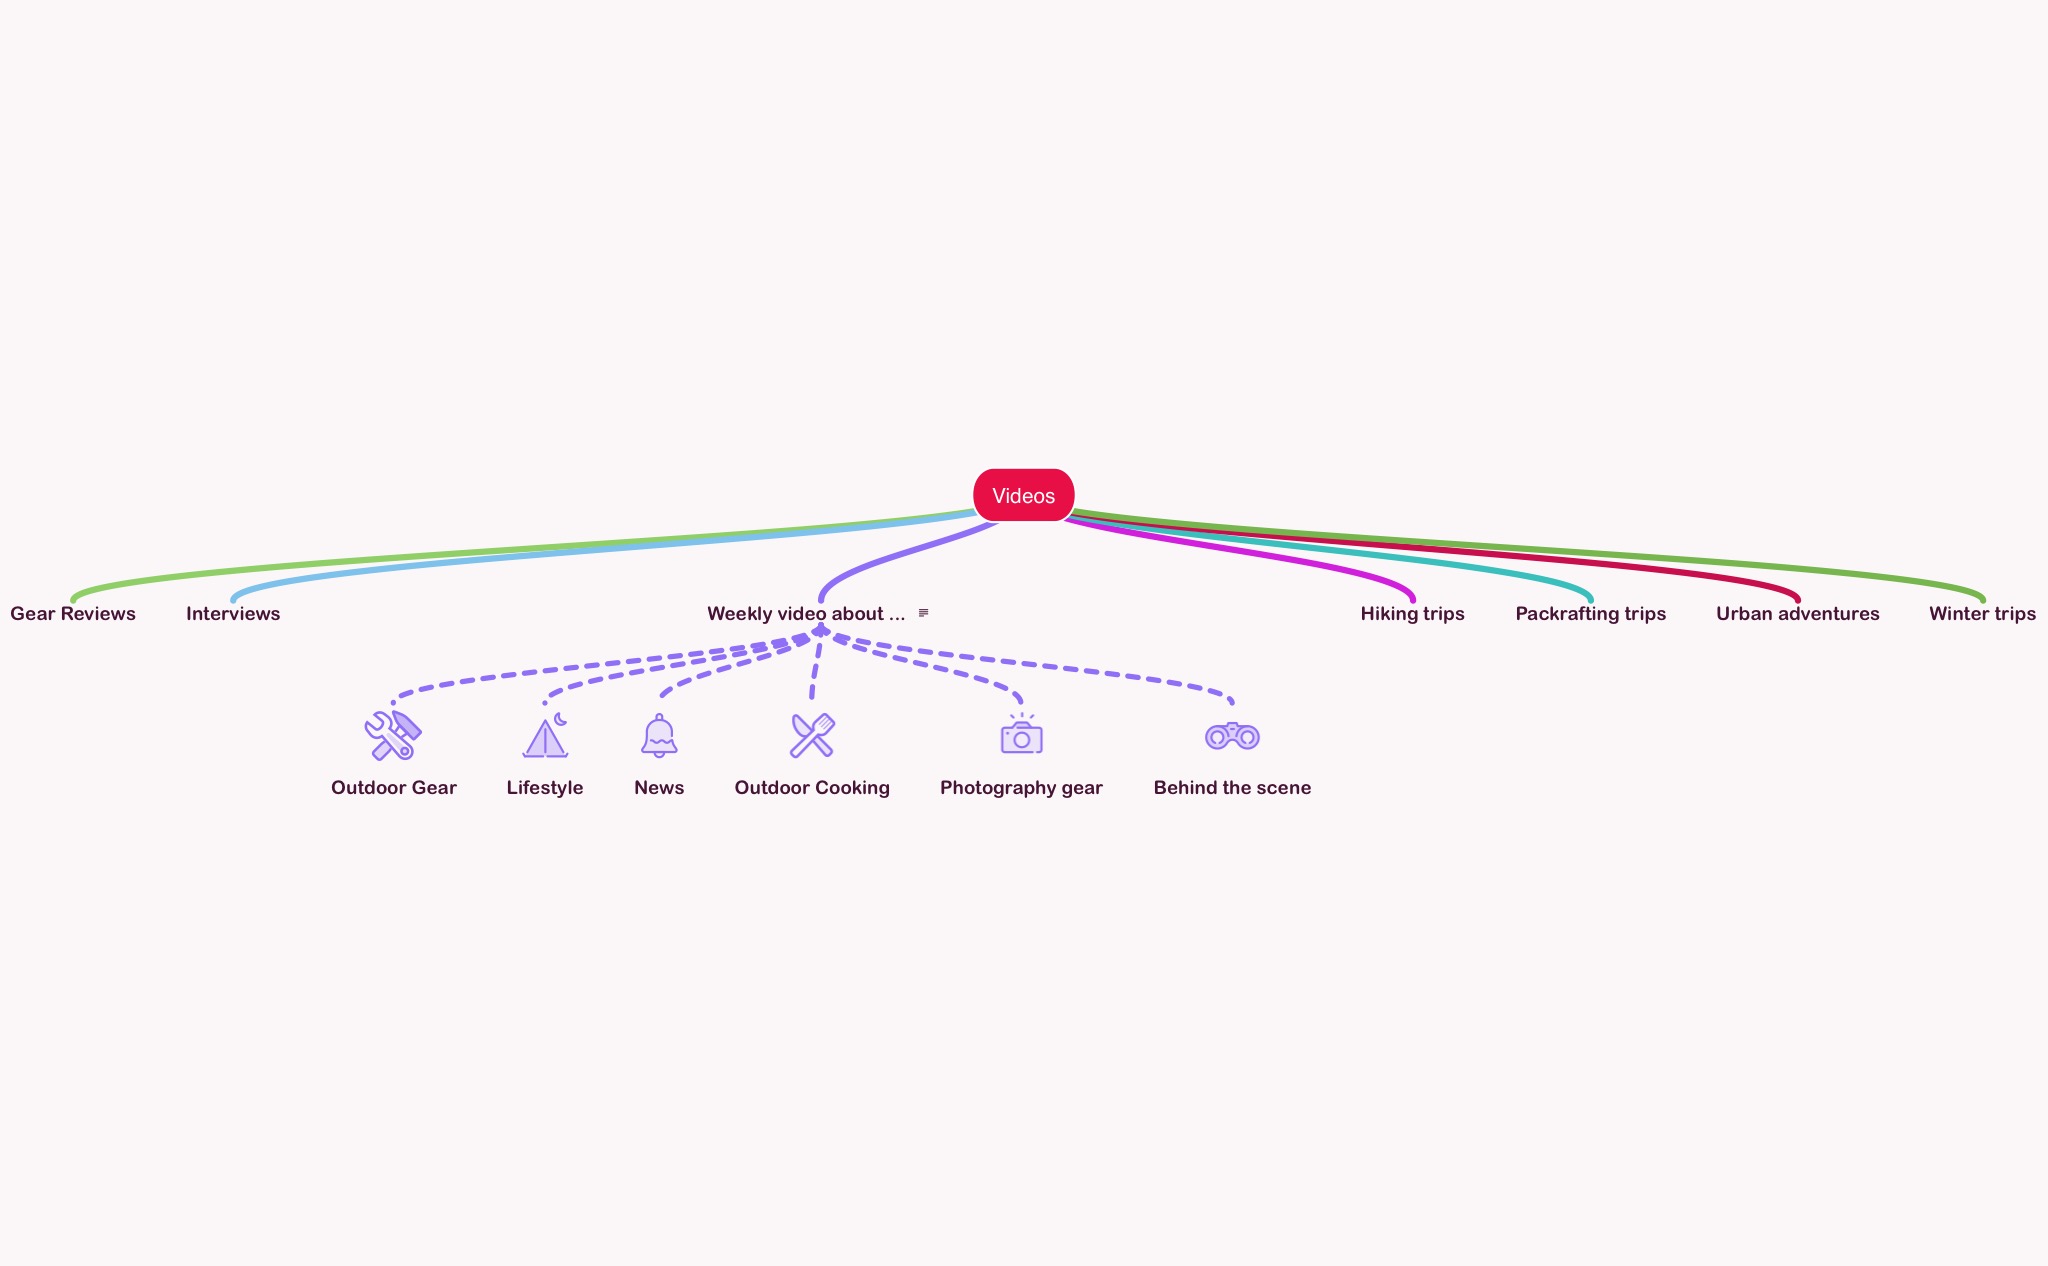 Videos
Gear Reviews
Interviews
Weekly video about ...
Hiking trips
Packrafting trips
Urban adventures
Winter trips
Outdoor Gear
Lifestyle
News
Outdoor Cooking
Photography gear
Behind the scene